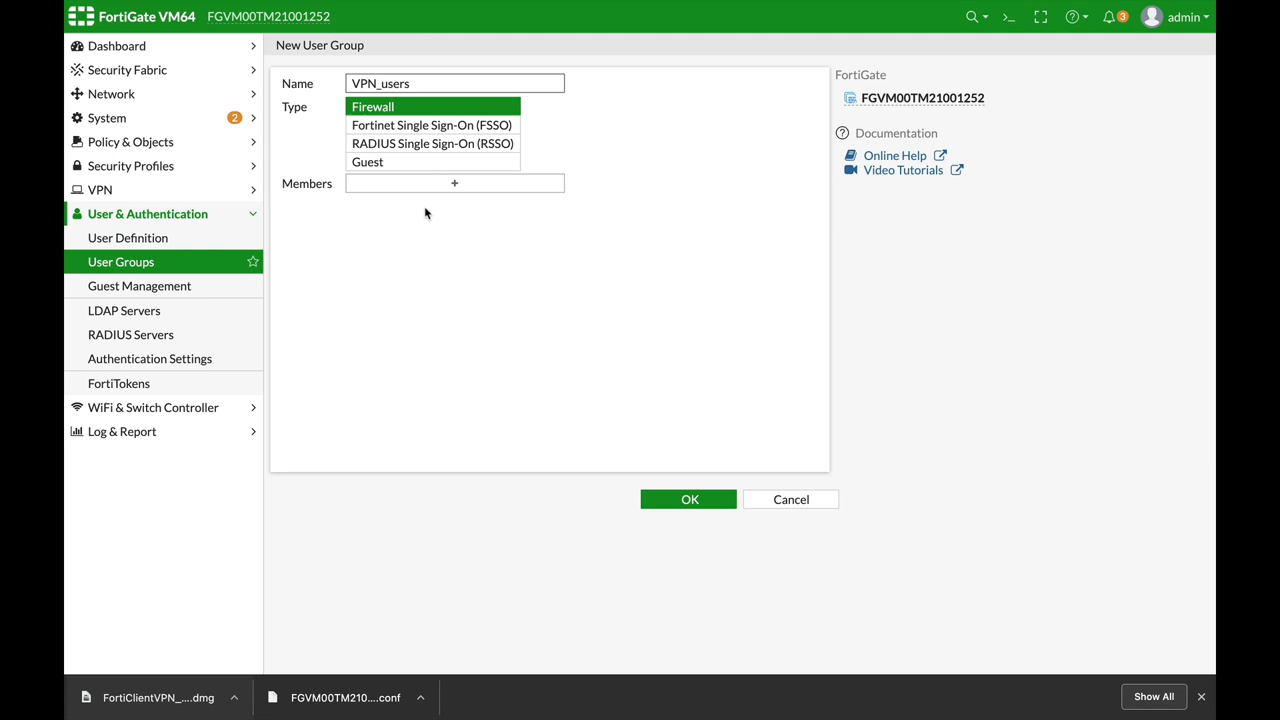 FortiGate VM64 FGVM00TM21001252
3 admin
Dashboard
Security Fabric
Network
System 2
Policy & Objects
Security Profiles
VPN
User & Authentication
User Definition
User Groups
Guest Management
LDAP Servers
RADIUS Servers
Authentication Settings
FortiTokens
WiFi & Switch Controller
Log & Report
New User Group
Name VPN_users
Type Firewall
Fortinet Single Sign-On (FSSO)
RADIUS Single Sign-On (RSSO)
Guest
Members +
OK Cancel
FortiGate
FGVM00TM21001252
Documentation
Online Help
Video Tutorials
FortiClientVPN_....dmg FGVM00TM210....conf Show All